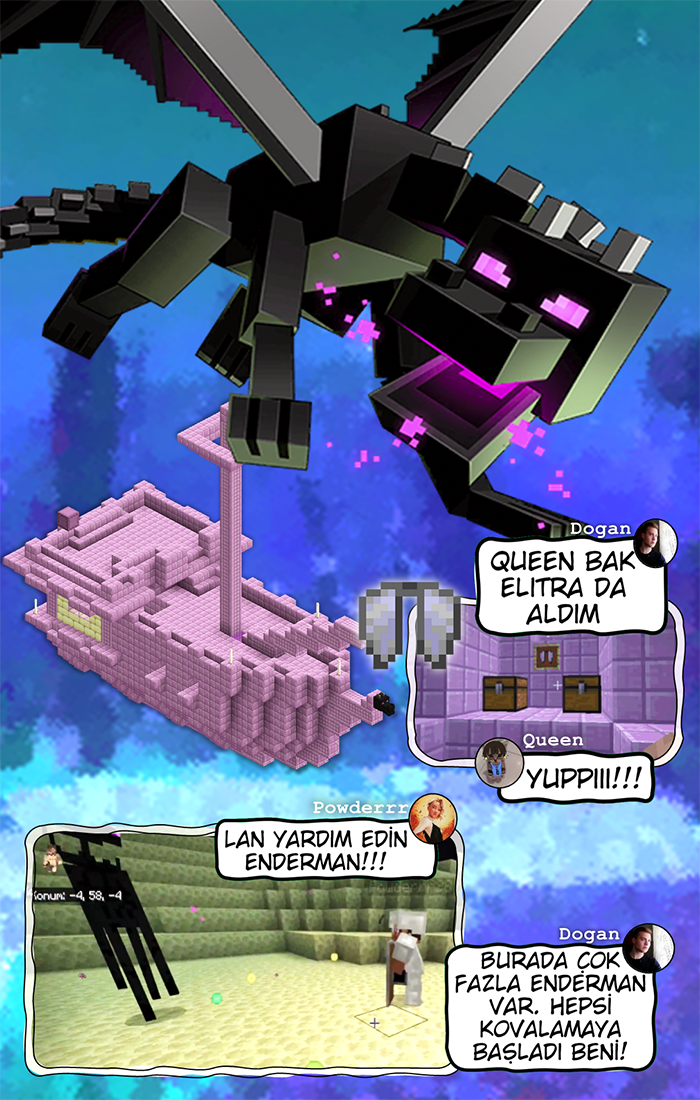 Dogan
QUEEN BAK
ELITRA DA
ALDIM
Queen
YUPPIII!!!
Powderrr
LAN YARDIM EDİN
ENDERMAN!!!
Konum: -4, 58, -4
Dogan
BURADA ÇOK
FAZLA ENDERMAN
VAR. HEPSİ
KOVALAMAYA
BAŞLADI BENİ!